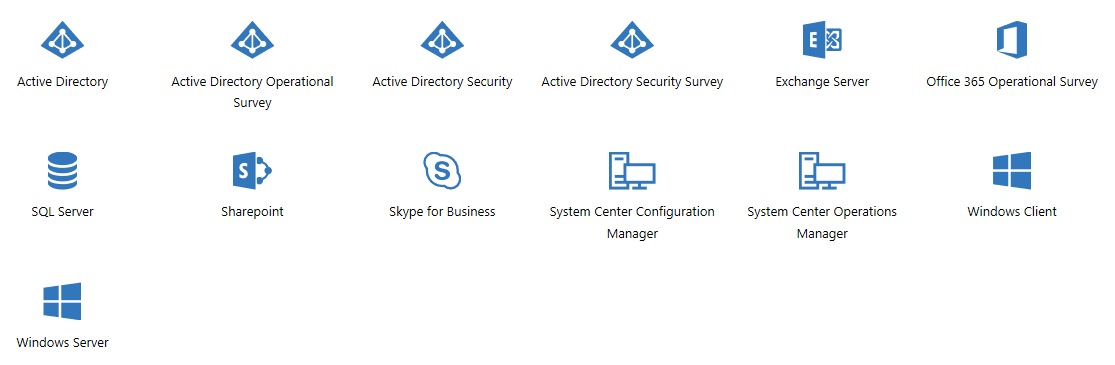 Active Directory
Active Directory Operational
Survey
Active Directory Security
Active Directory Security Survey
E
Exchange Server
Office 365 Operational Survey
SQL Server
S
Sharepoint
S
Skype for Business
System Center Configuration
Manager
System Center Operations
Manager
Windows Client
Windows Server